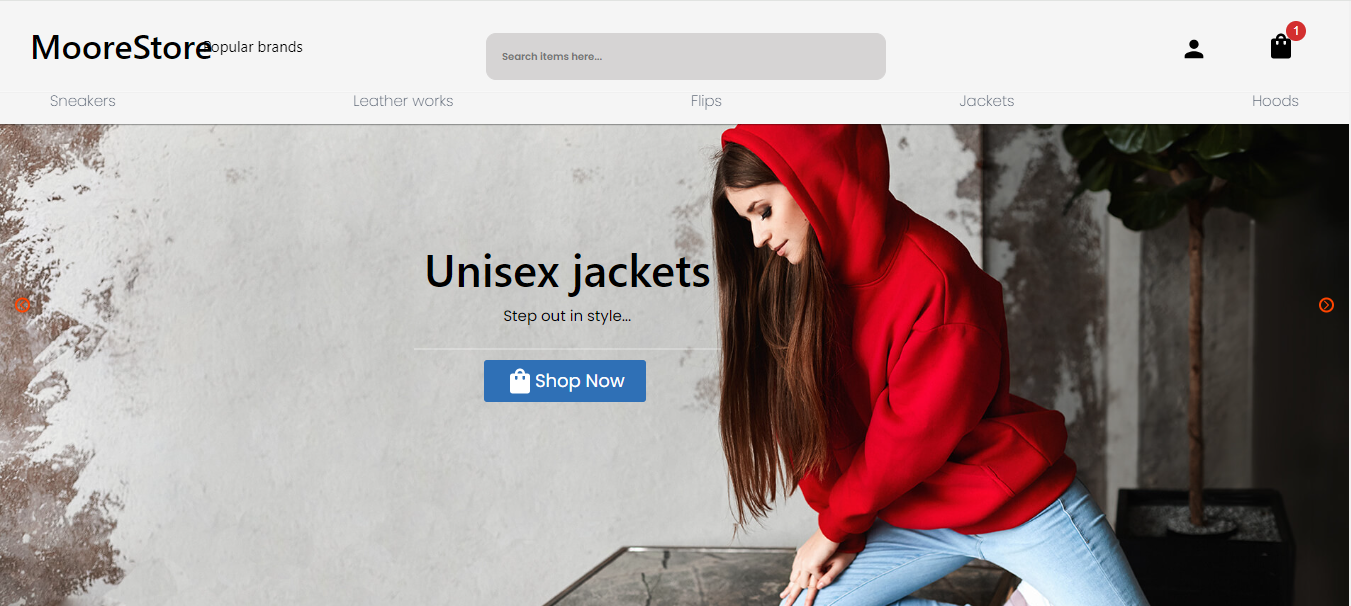 MooreStore
Popular brands
Search items here...
1
Sneakers
Leather works
Flips
Jackets
Hoods
Unisex jackets
Step out in style...
Shop Now